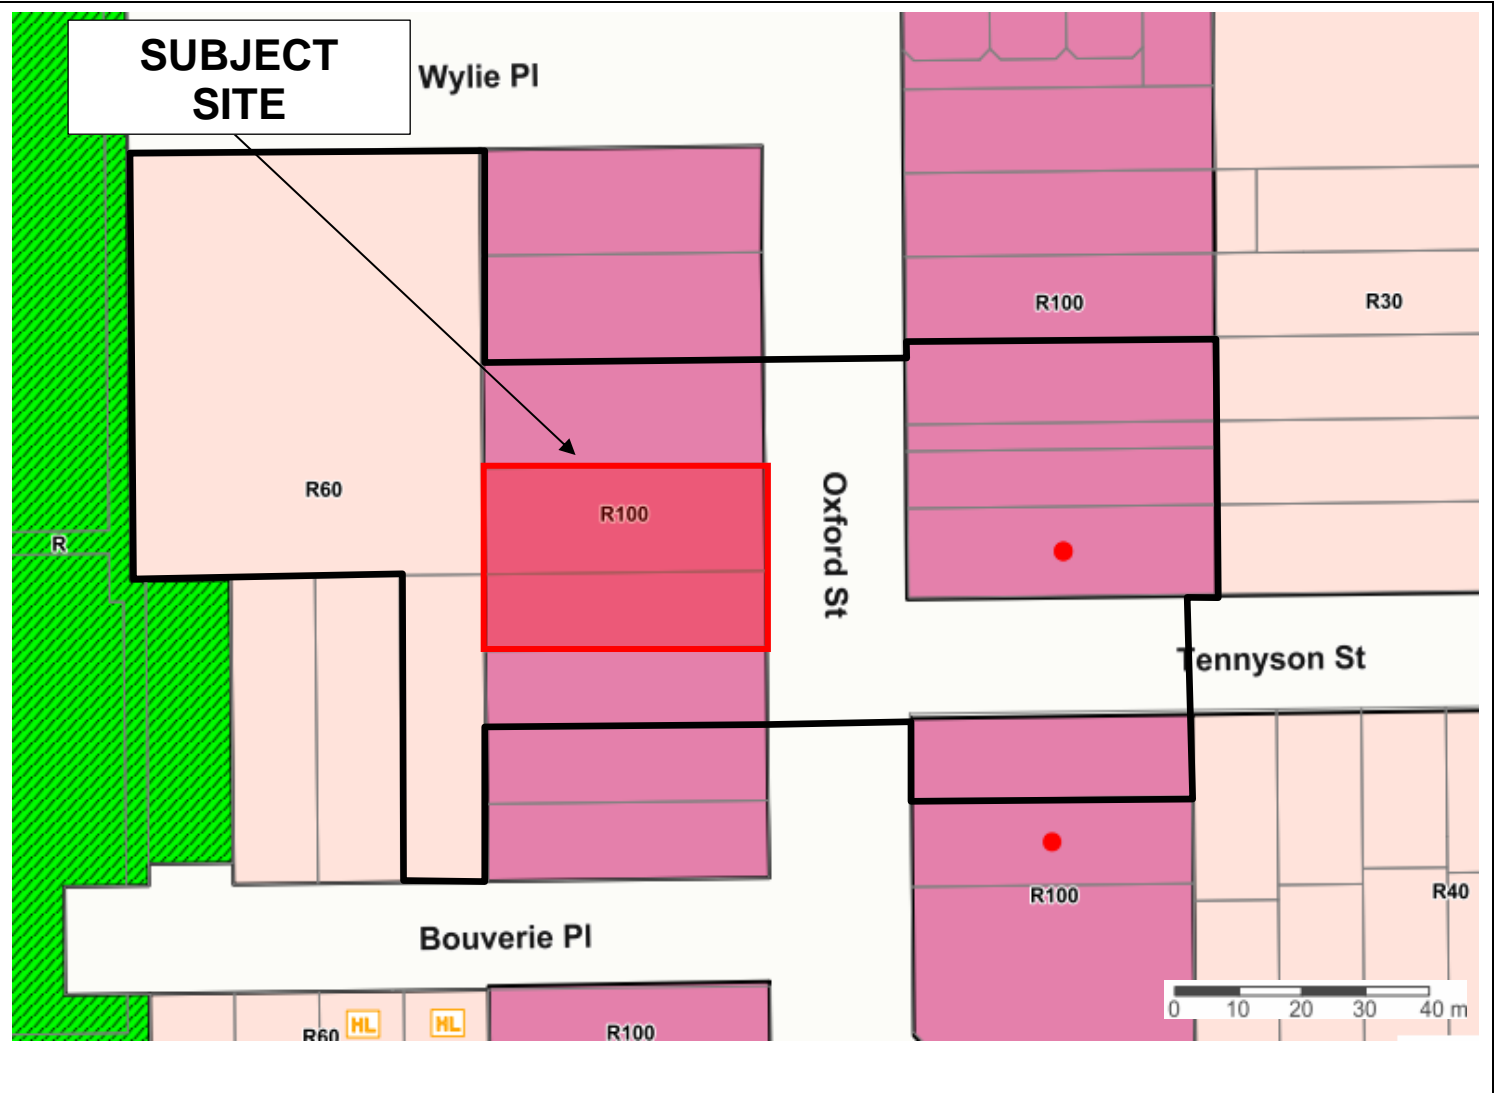 SUBJECT
SITE
Wylie Pl
R100
R30
R60
R100
R
Oxford St
Tennyson St
R100
R40
Bouverie Pl
R60
HL
HL
R100
0 10 20 30 40 m